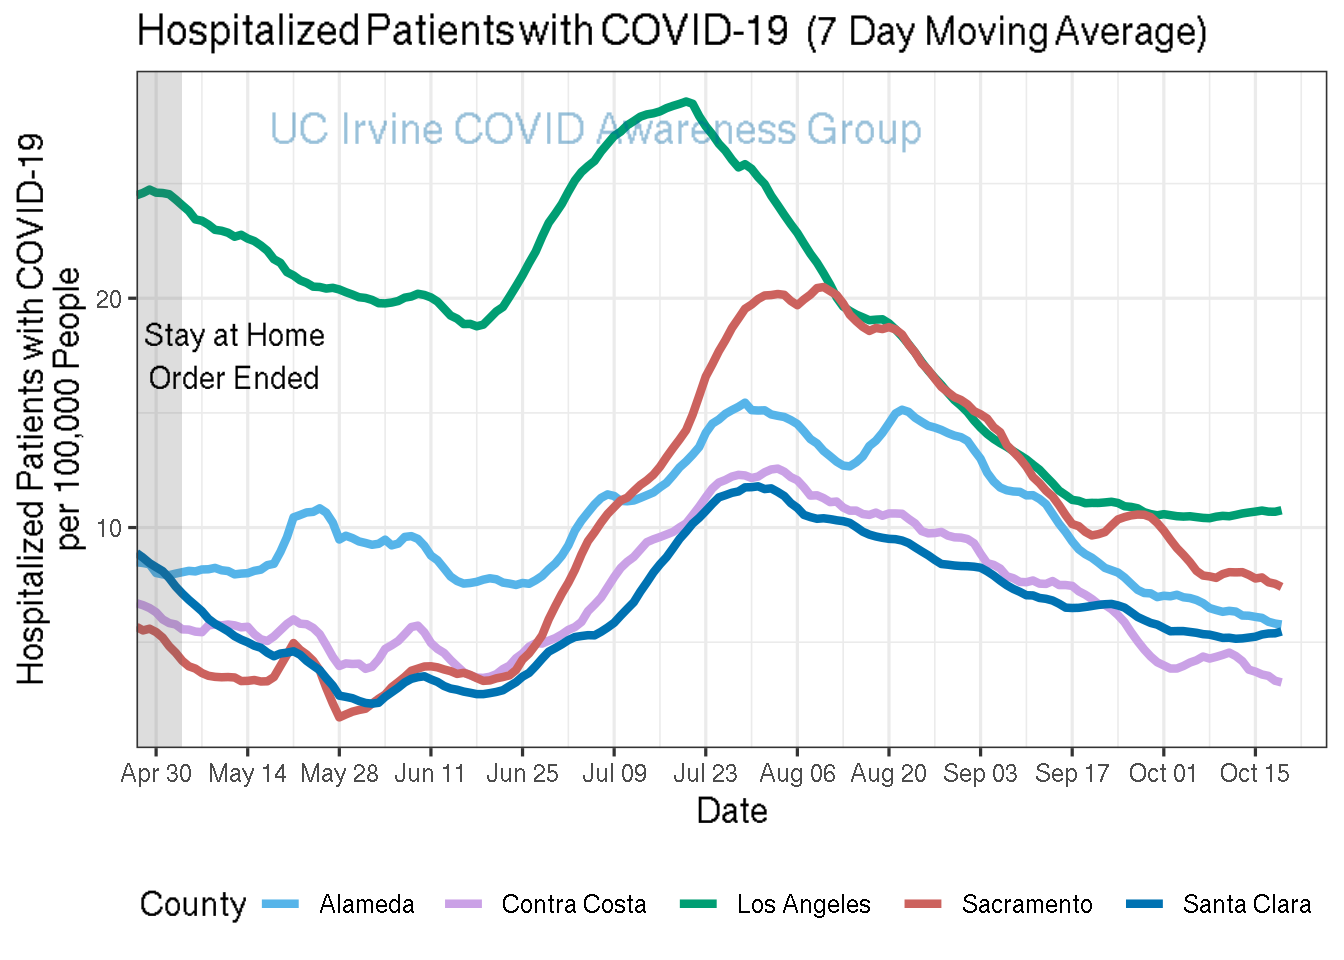 Hospitalized Patients with COVID-19 (7 Day Moving Average)
UC Irvine COVID Awareness Group
Hospitalized Patients with COVID-19
per 100,000 People
20
10
Stay at Home
Order Ended
Apr 30 May 14 May 28 Jun 11 Jun 25 Jul 09 Jul 23 Aug 06 Aug 20 Sep 03 Sep 17 Oct 01 Oct 15
Date
County Alameda Contra Costa Los Angeles Sacramento Santa Clara